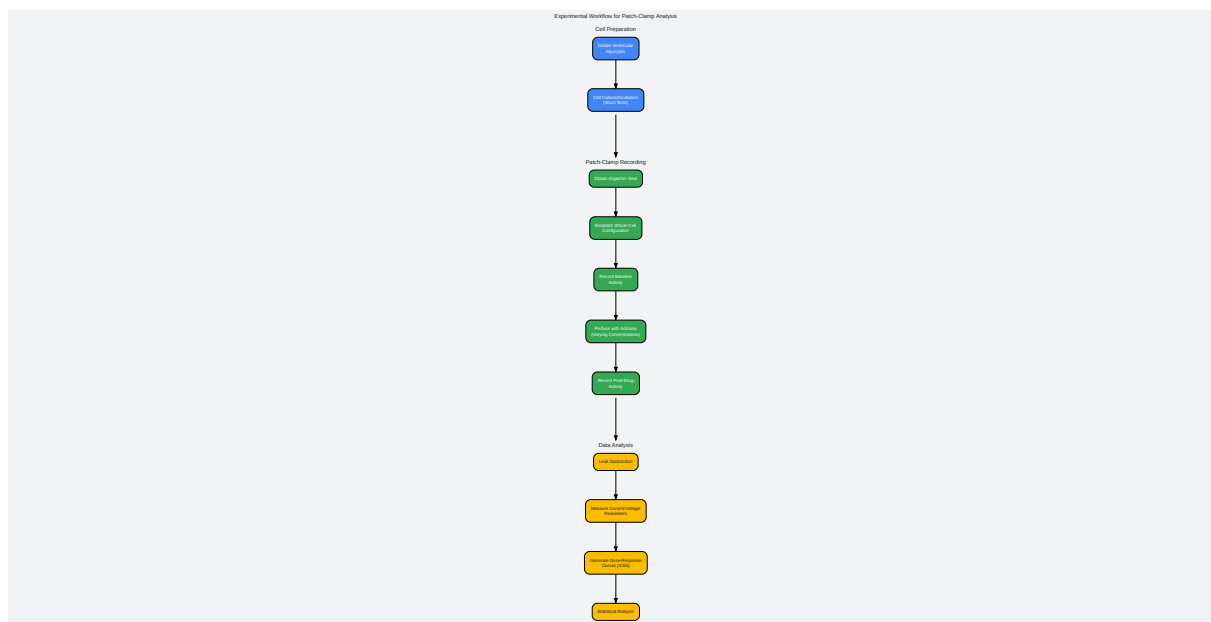 Experimental Workflow for Patch-Clamp Analysis
Cell Preparation
Isolate Ventricular
Myocytes
Cell Culture/Incubation
(Short Term)
Patch-Clamp Recording
Obtain Gigaohm Seal
Establish Whole-Cell
Configuration
Record Baseline
Activity
Perfuse with
(Varying Concentrations)
Record Post-Drug
Activity
Data Analysis
Leak Subtraction
Measure Current/Voltage
Parameters
Generate Dose-Response
Curves (IC50)
Statistical Analysis